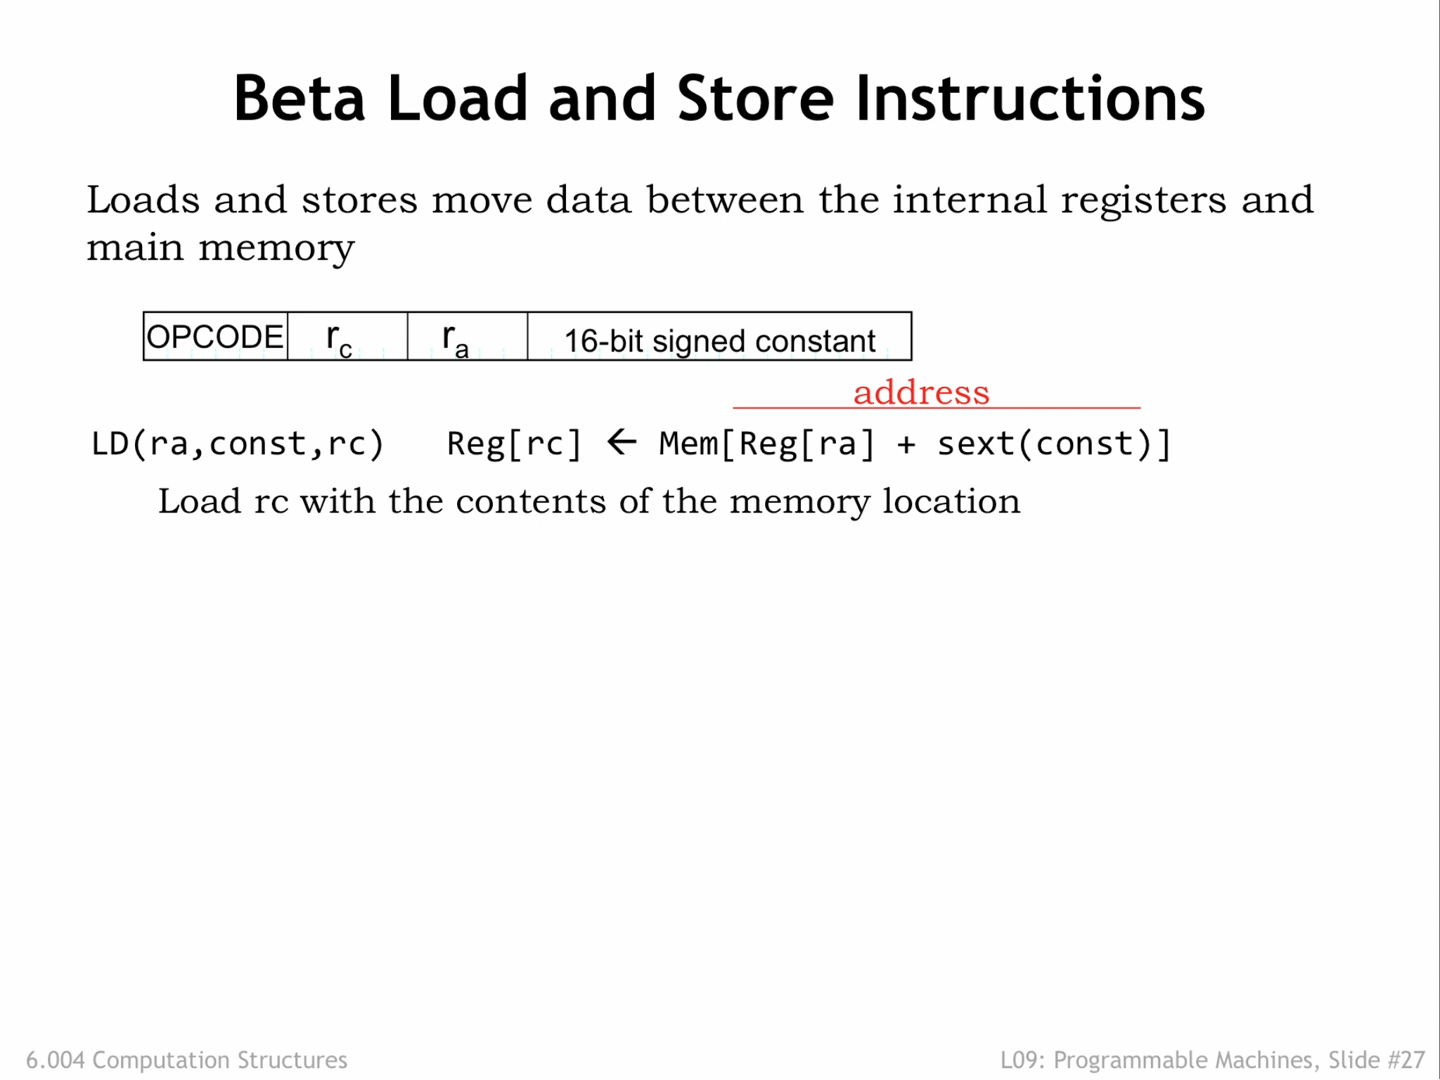 Beta Load and Store Instructions
Loads and stores move data between the internal registers and
main memory
OPCODE rc ra 16-bit signed constant
address
LD(ra,const,rc) Reg[rc] ← Mem[Reg[ra] + sext(const)]
Load rc with the contents of the memory location
6.004 Computation Structures L09: Programmable Machines, Slide #27